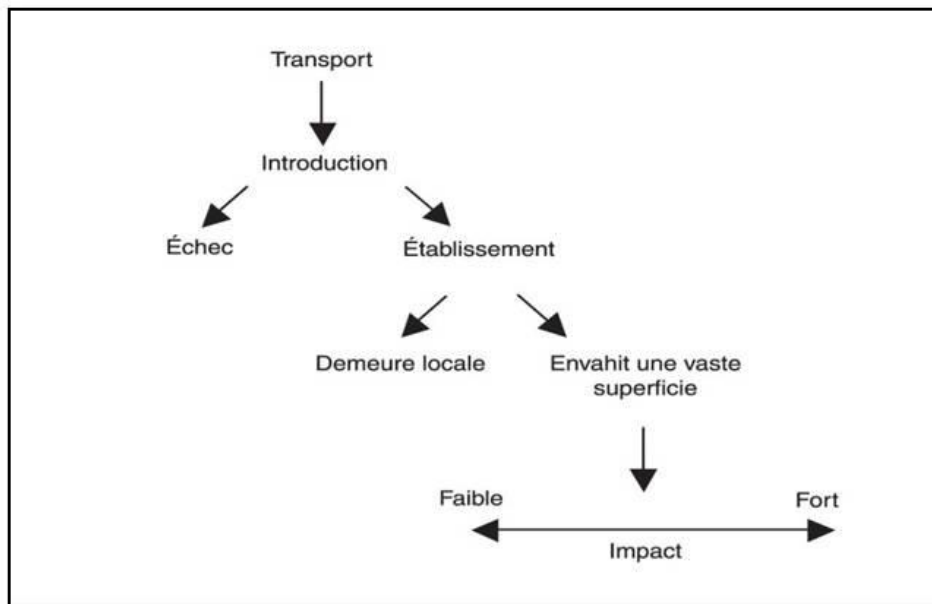 Transport
Introduction
Échec
Établissement
Demeure locale
Envahit une vaste
superficie
Faible
Fort
Impact